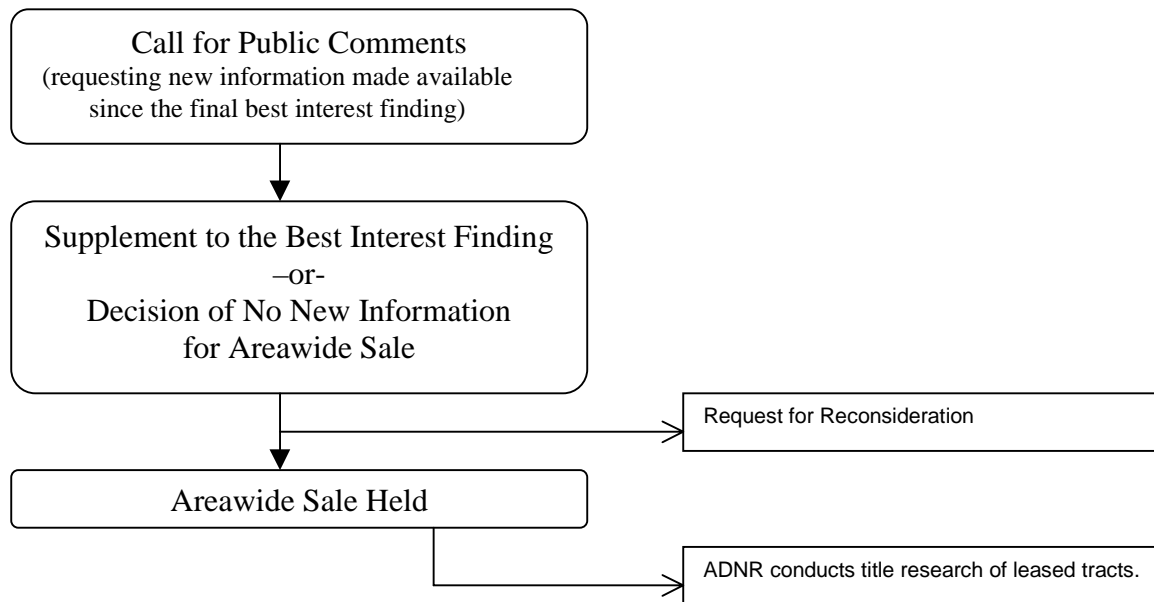 Call for Public Comments
(requesting new information made available
since the final best interest finding)
Supplement to the Best Interest Finding
–or-
Decision of No New Information
for Areawide Sale
Request for Reconsideration
Areawide Sale Held
ADNR conducts title research of leased tracts.